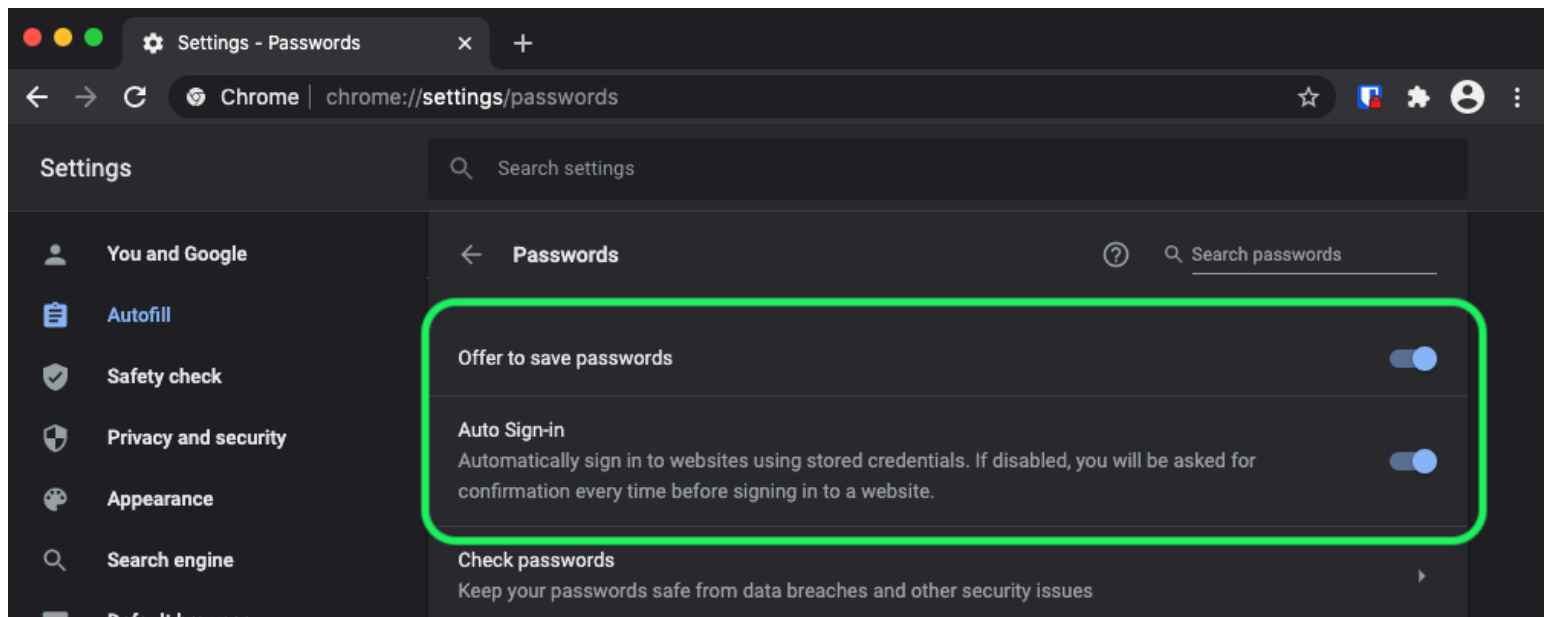 Settings - Passwords
Chrome | chrome://settings/passwords
Settings
Search settings
You and Google
Autofill
Safety check
Privacy and security
Appearance
Search engine
Passwords
Search passwords
Offer to save passwords
Auto Sign-in
Automatically sign in to websites using stored credentials. If disabled, you will be asked for
confirmation every time before signing in to a website.
Check passwords
Keep your passwords safe from data breaches and other security issues